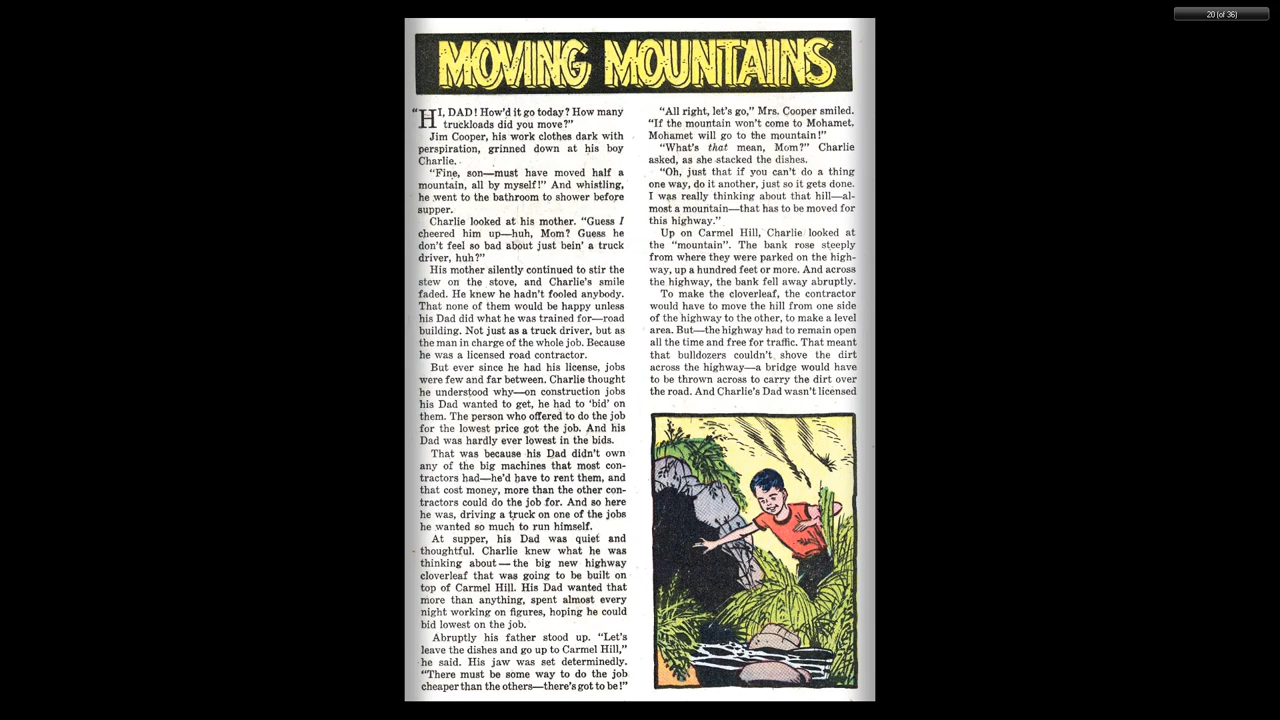 20 (of 36)
MOVING MOUNTAINS
"HI, DAD! How'd it go today? How many
truckloads did you move?"
Jim Cooper, his work clothes dark with
perspiration, grinned down at his boy
Charlie.
"Fine, son—must have moved half a
mountain, all by myself!" And whistling,
he went to the bathroom to shower before
supper.
Charlie looked at his mother. "Guess I
cheered him up—huh, Mom? Guess he
don't feel so bad about just bein' a truck
driver, huh?"
His mother silently continued to stir the
stew on the stove, and Charlie's smile
faded. He knew he hadn't fooled anybody.
That none of them would be happy unless
his Dad did what he was trained for—road
building. Not just as a truck driver, but as
the man in charge of the whole job. Because
he was a licensed road contractor.
But ever since he had his license, jobs
were few and far between. Charlie thought
he understood why—on construction jobs
his Dad wanted to get, he had to 'bid' on
them. The person who offered to do the job
for the lowest price got the job. And his
Dad was hardly ever lowest in the bids.
That was because his Dad didn't own
any of the big machines that most con-
tractors had—he'd have to rent them, and
that cost money, more than the other con-
tractors could do the job for. And so here
he was, driving a truck on one of the jobs
he wanted so much to run himself.
At supper, his Dad was quiet and
thoughtful. Charlie knew what he was
thinking about—the big new highway
cloverleaf that was going to be built on
top of Carmel Hill. His Dad wanted that
more than anything, spent almost every
night working on figures, hoping he could
bid lowest on the job.
Abruptly his father stood up. "Let's
leave the dishes and go up to Carmel Hill,"
he said. His jaw was set determinedly.
"There must be some way to do the job
cheaper than the others—there's got to be!"
"All right, let's go," Mrs. Cooper smiled.
"If the mountain won't come to Mohamet.
Mohamet will go to the mountain!"
"What's that mean, Mom?" Charlie
asked, as she stacked the dishes.
"Oh, just that if you can't do a thing
one way, do it another, just so it gets done.
I was really thinking about that hill—al-
most a mountain—that has to be moved for
this highway."
Up on Carmel Hill, Charlie looked at
the "mountain". The bank rose steeply
from where they were parked on the high-
way, up a hundred feet or more. And across
the highway, the bank fell away abruptly.
To make the cloverleaf, the contractor
would have to move the hill from one side
of the highway to the other, to make a level
area. But—the highway had to remain open
all the time and free for traffic. That meant
that bulldozers couldn't shove the dirt
across the highway—a bridge would have
to be thrown across to carry the dirt over
the road. And Charlie's Dad wasn't licensed